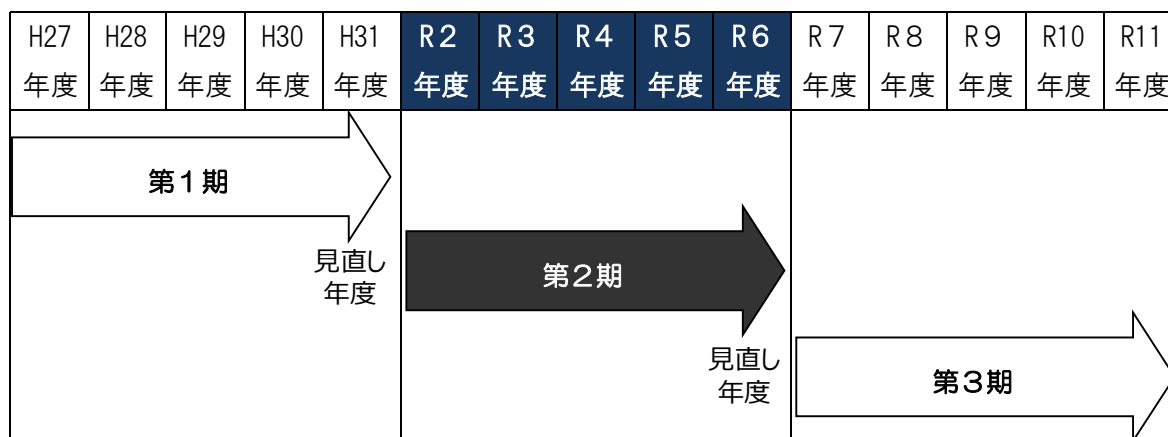 H27 H28 H29 H30 H31 R2 R3 R4 R5 R6 R7 R8 R9 R10 R11
年度 年度 年度 年度 年度 年度 年度 年度 年度 年度 年度 年度 年度 年度 年度
第1期
見直し
年度
第2期
見直し
年度
第3期